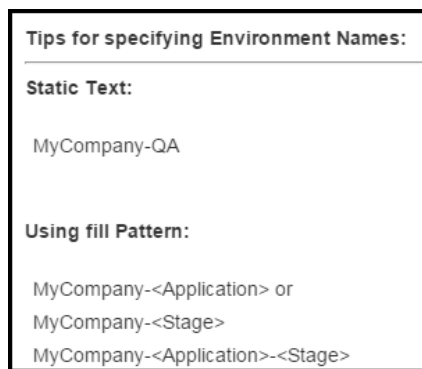 Tips for specifying Environment Names:
Static Text:
MyCompany-QA
Using fill Pattern:
MyCompany-<Application> or
MyCompany-<Stage>
MyCompany-<Application>-<Stage>